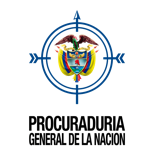 PROCURADURIA
GENERAL DE LA NACION